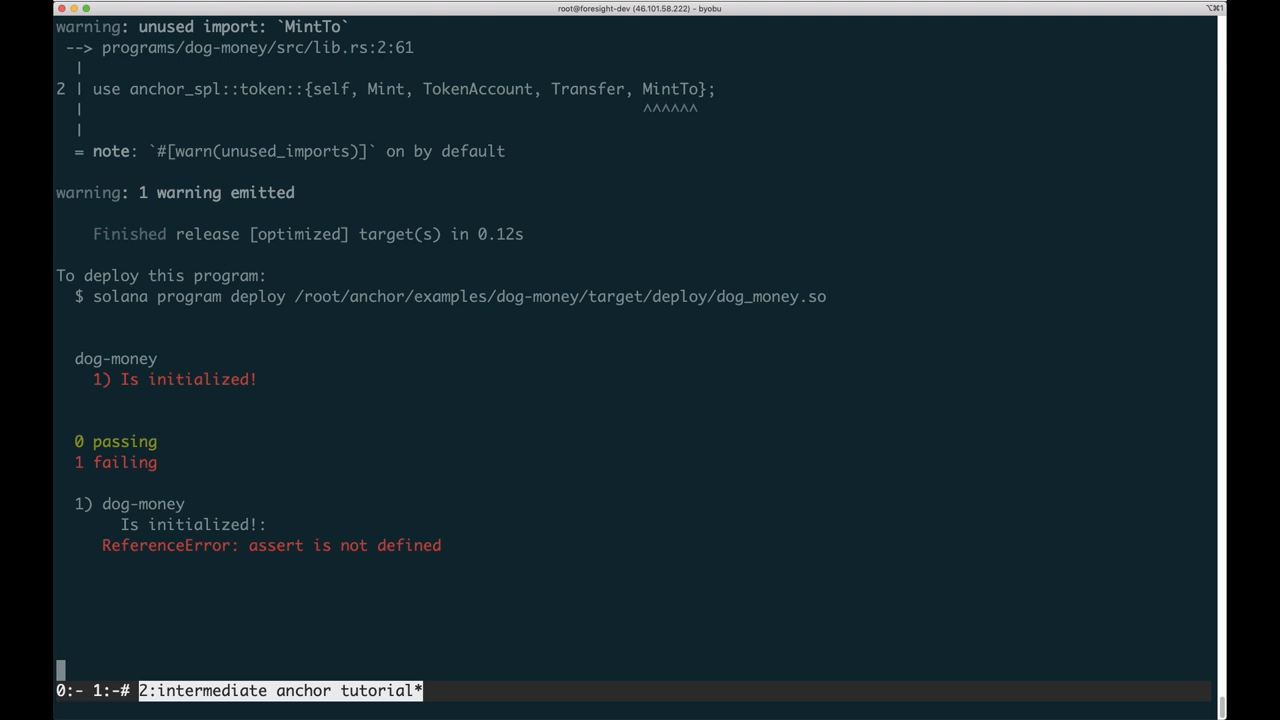 root@foresight-dev (46.101.58.222) - byobu
⌥⌘1
warning: unused import: `MintTo`
 --> programs/dog-money/src/lib.rs:2:61
  |
2 | use anchor_spl::token::{self, Mint, TokenAccount, Transfer, MintTo};
  |                                                             ^^^^^^
  |
  = note: `#[warn(unused_imports)]` on by default
warning: 1 warning emitted
    Finished release [optimized] target(s) in 0.12s
To deploy this program:
  $ solana program deploy /root/anchor/examples/dog-money/target/deploy/dog_money.so
  dog-money
    1) Is initialized!
  0 passing
  1 failing
  1) dog-money
       Is initialized!:
     ReferenceError: assert is not defined
0:- 1:-# 2:intermediate anchor tutorial*